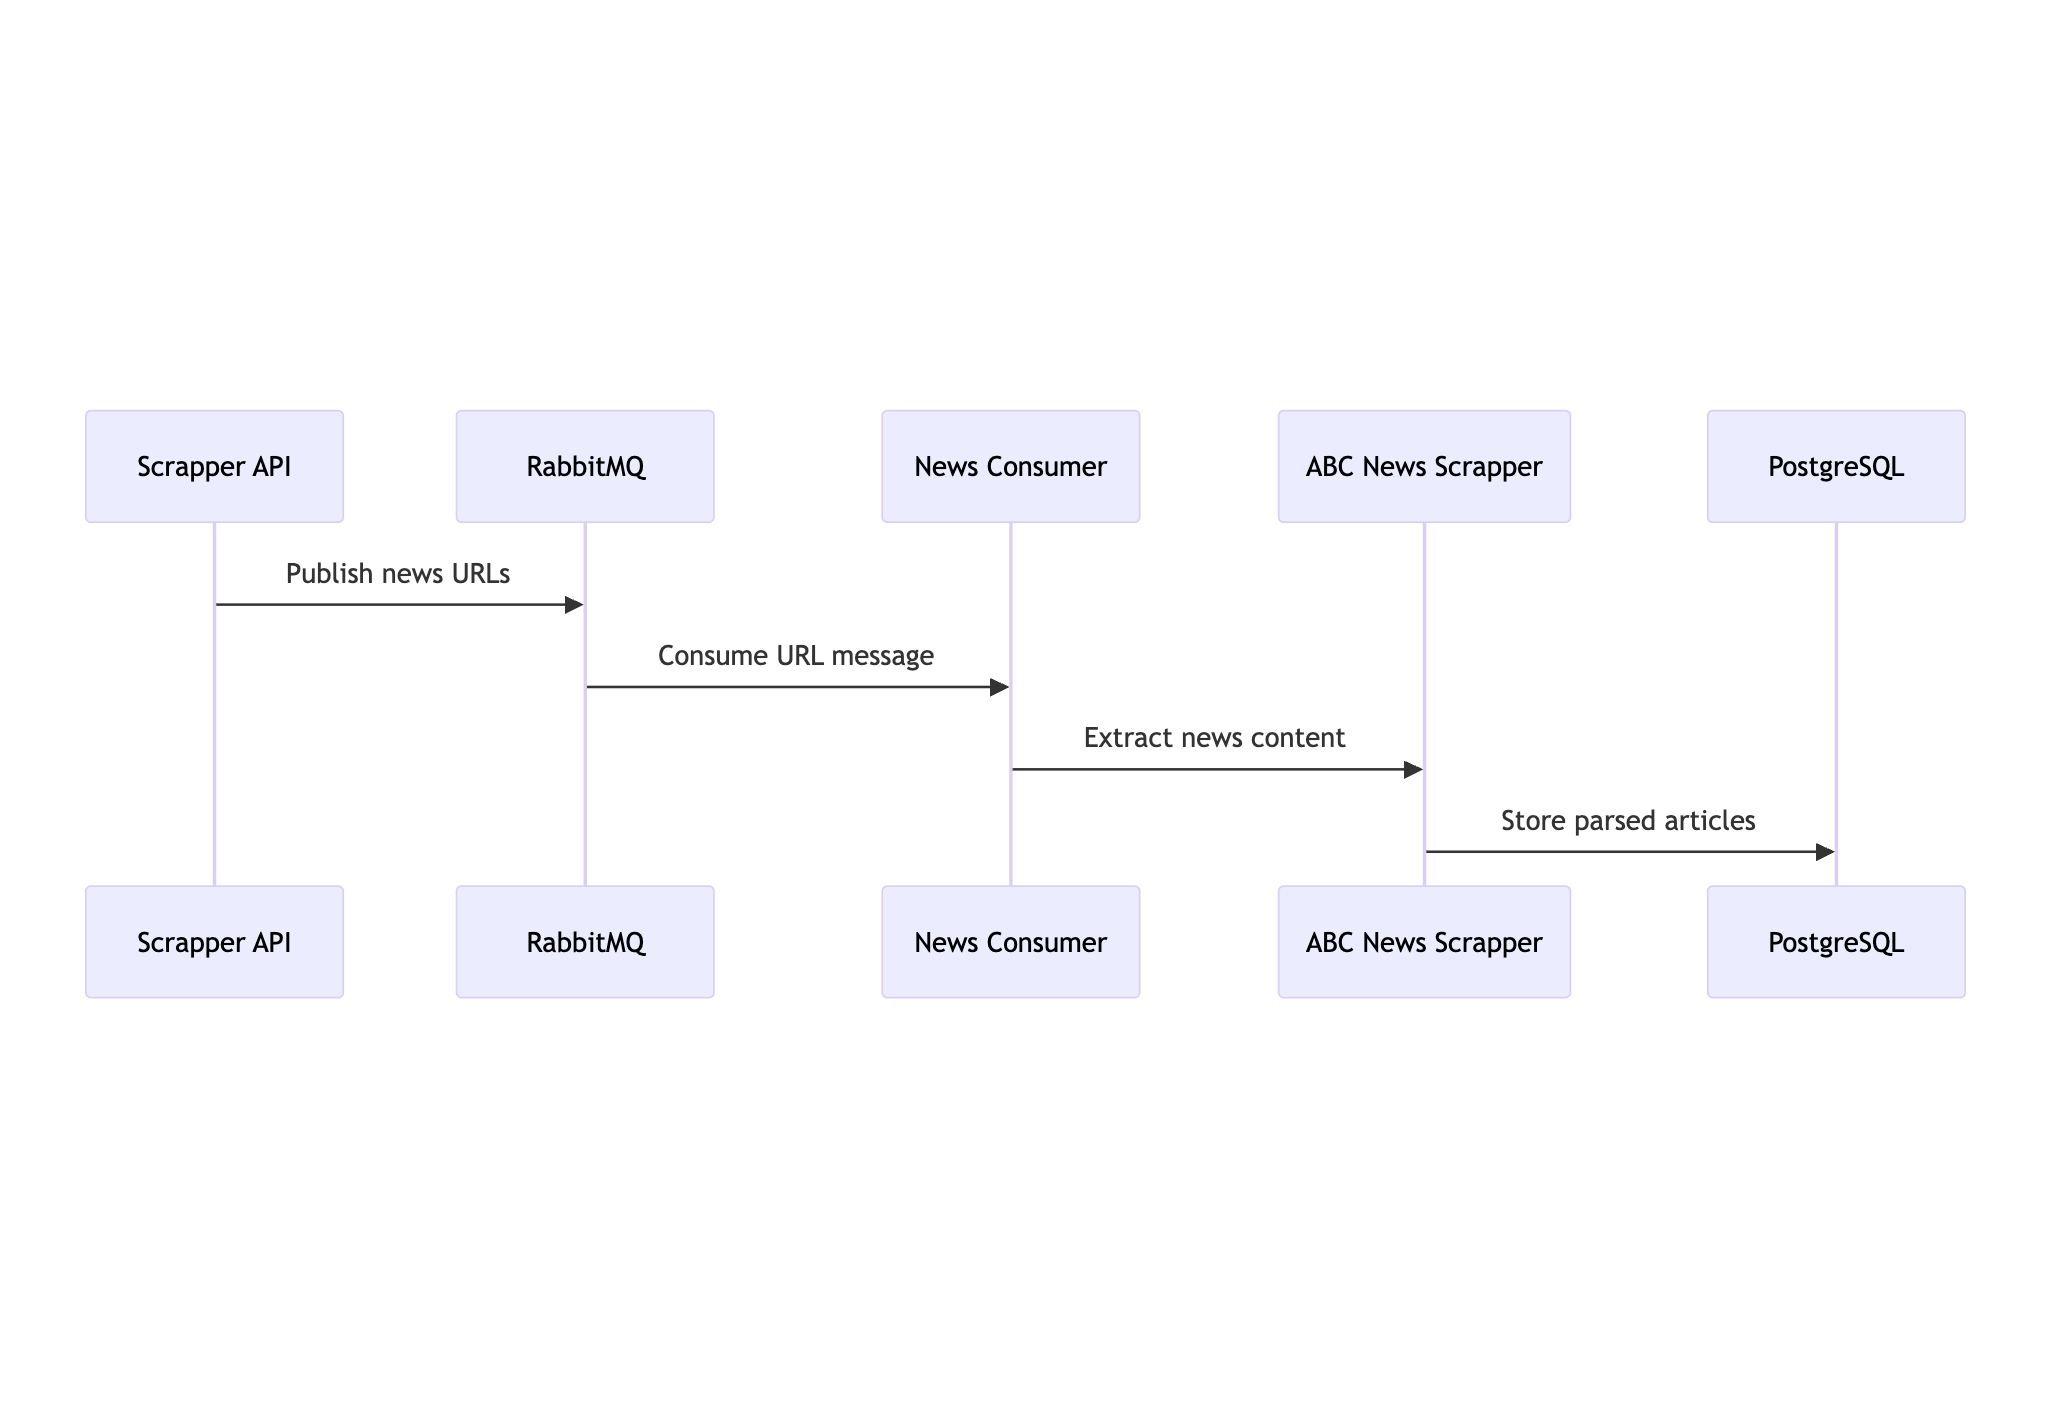 Scrapper API
RabbitMQ
News Consumer
ABC News Scrapper
PostgreSQL
Publish news URLs
Consume URL message
Extract news content
Store parsed articles
Scrapper API
RabbitMQ
News Consumer
ABC News Scrapper
PostgreSQL